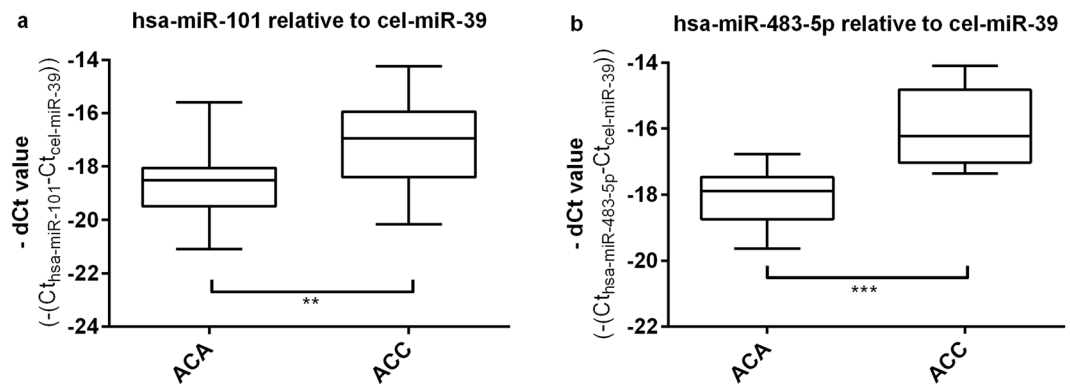 a
hsa-miR-101 relative to cel-miR-39
- dCt value
(-(Cthsa-miR-101-Ctcel-miR-39))
-14
-16
-18
-20
-22
-24
**
ACA
ACC
b
hsa-miR-483-5p relative to cel-miR-39
- dCt value
(-(Cthsa-miR-483-5p-Ctcel-miR-39))
-14
-16
-18
-20
-22
***
ACA
ACC